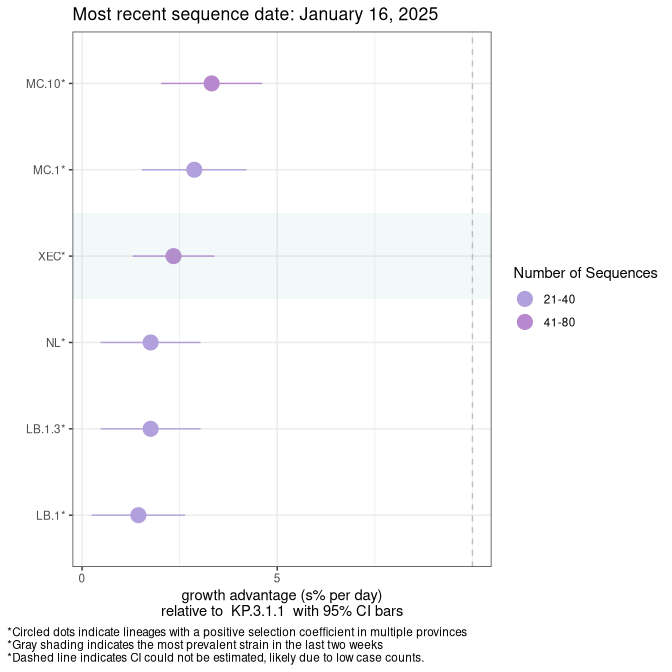 Most recent sequence date: January 16, 2025
MC.10*
MC.1*
XEC*
NL*
LB.1.3*
LB.1*
0
5
growth advantage (s% per day)
relative to  KP.3.1.1  with 95% CI bars
Number of Sequences
21-40
41-80
*Circled dots indicate lineages with a positive selection coefficient in multiple provinces
*Gray shading indicates the most prevalent strain in the last two weeks
*Dashed line indicates CI could not be estimated, likely due to low case counts.